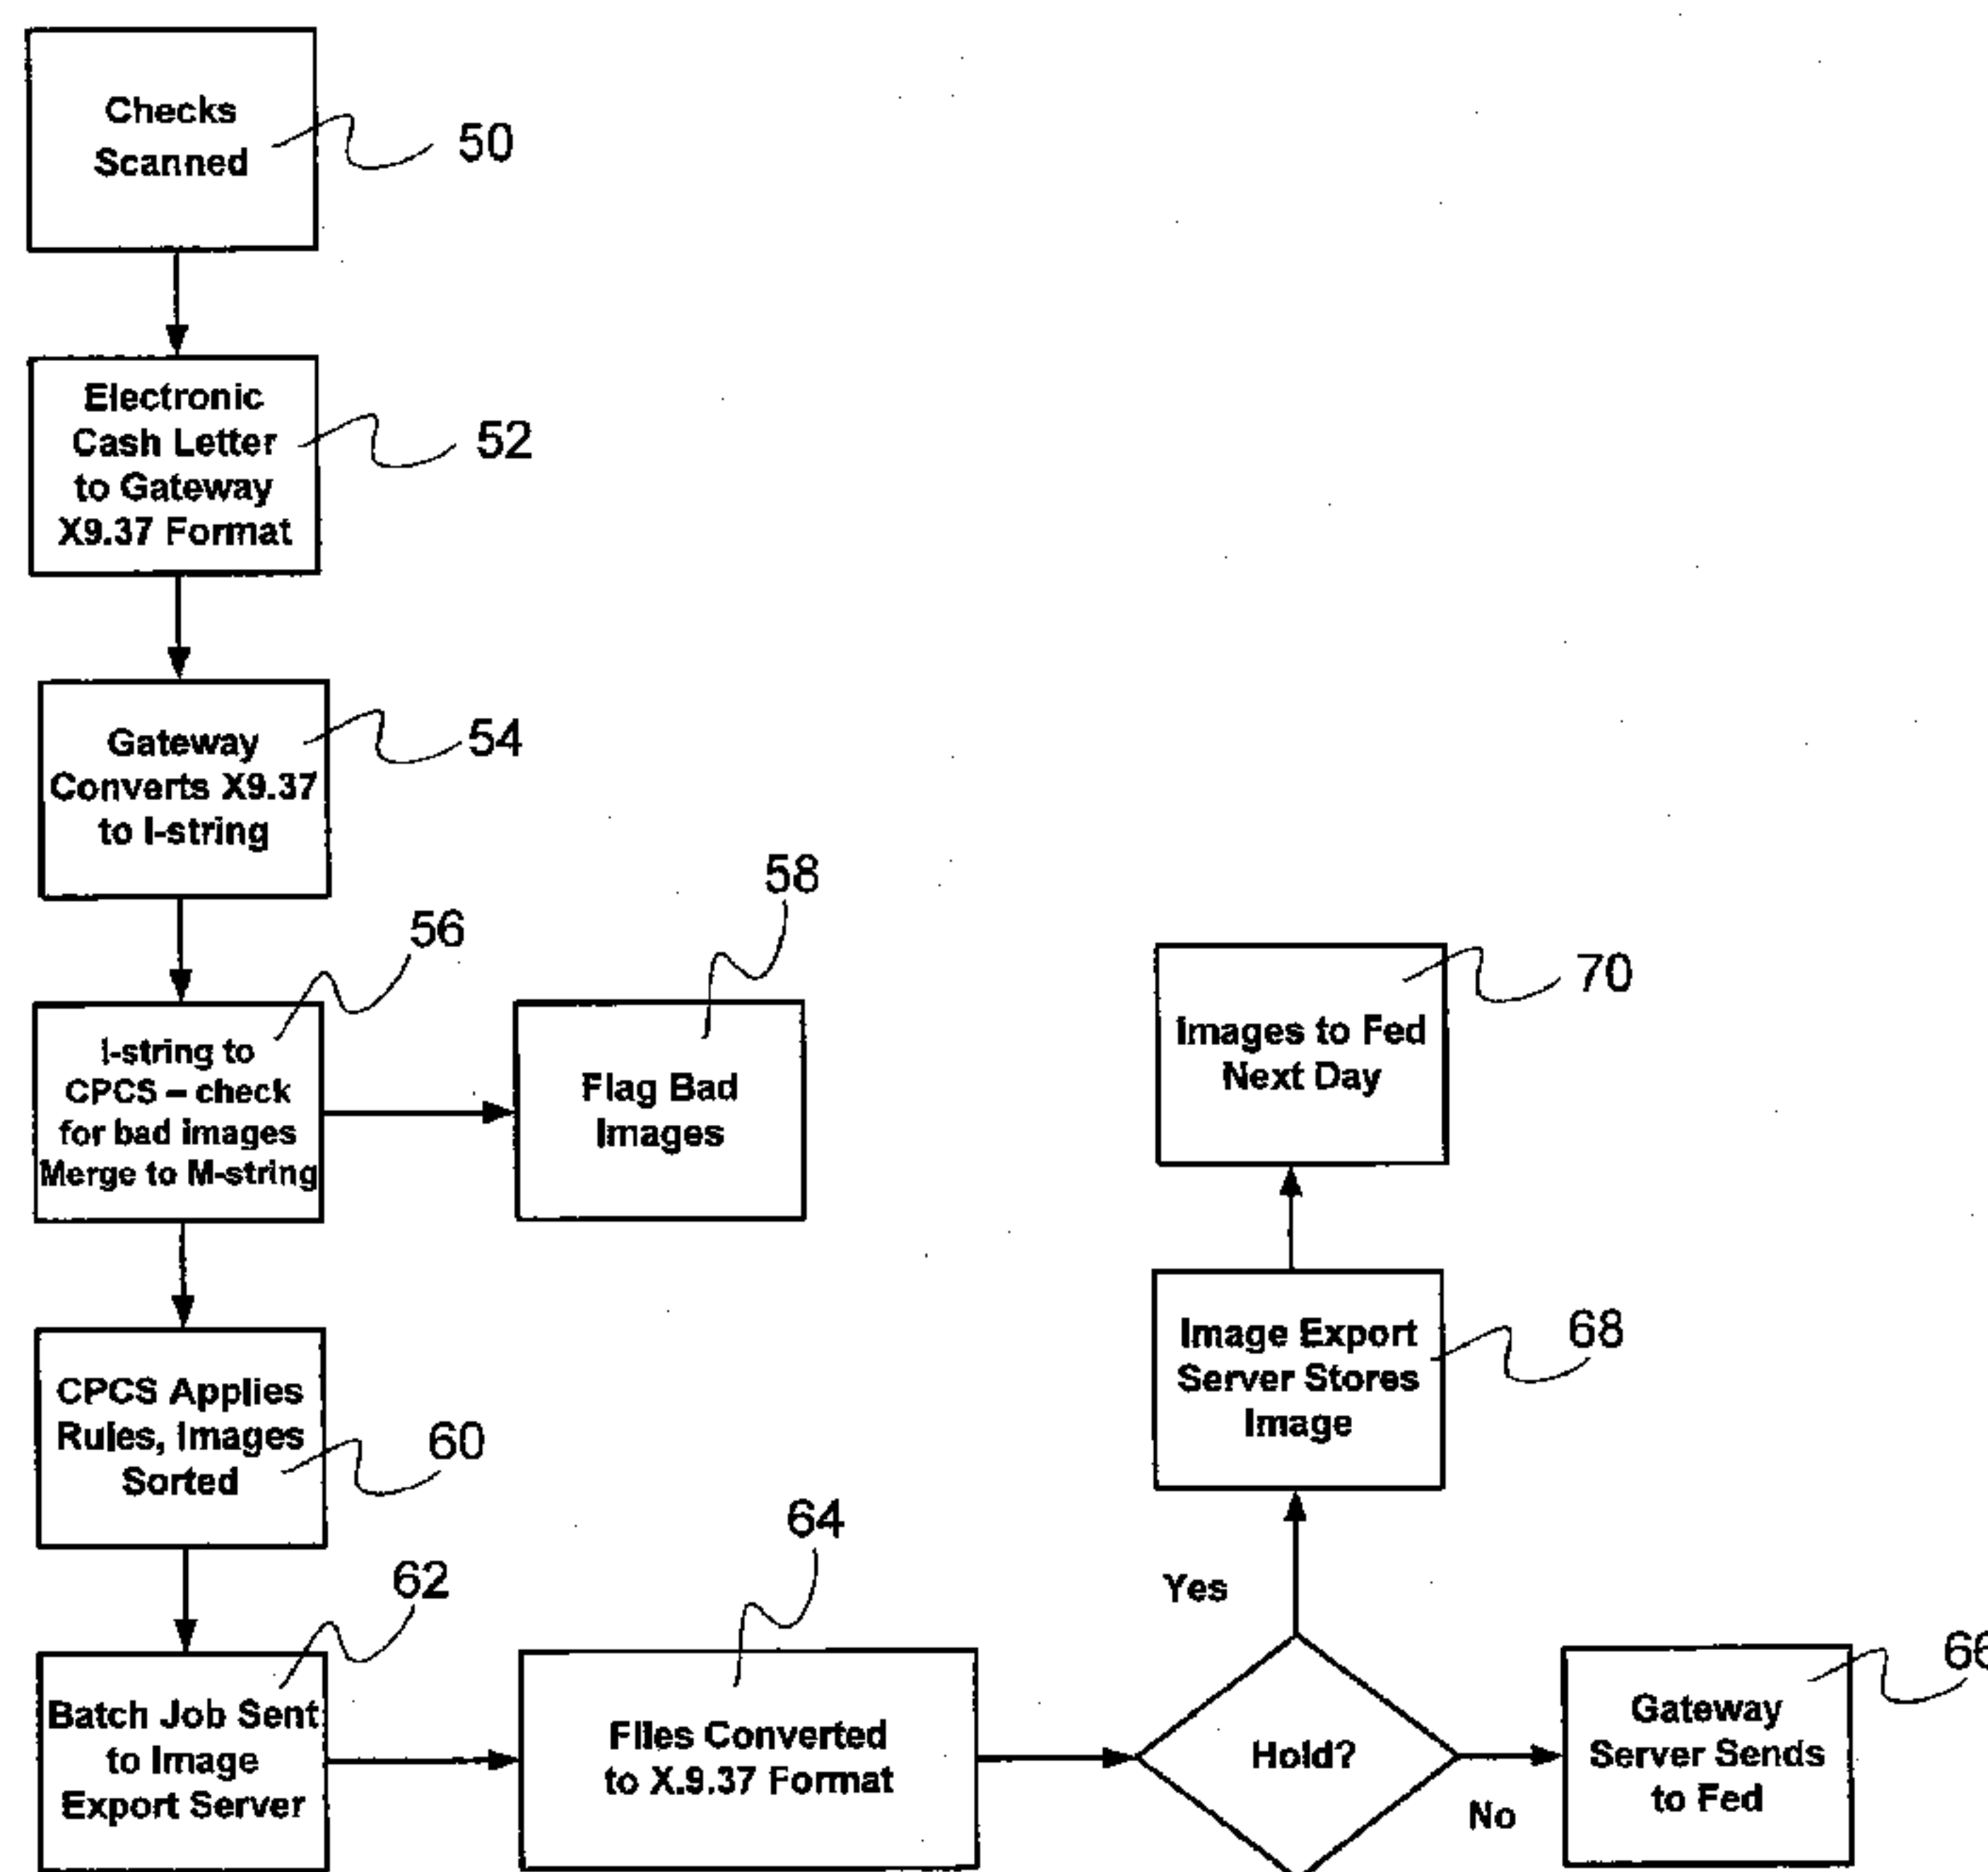 Checks
Scanned
50
Electronic
Cash Letter
to Gateway
X9.37 Format
52
Gateway
Converts X9.37
to I-string
54
56
I-string to
CPCS – check
for bad images
Merge to M-string
58
Flag Bad
Images
CPCS Applies
Rules, Images
Sorted
60
62
Batch Job Sent
to Image
Export Server
64
Files Converted
to X.9.37 Format
Hold?
Yes
No
66
Gateway
Server Sends
to Fed
Image Export
Server Stores
Image
68
Images to Fed
Next Day
70